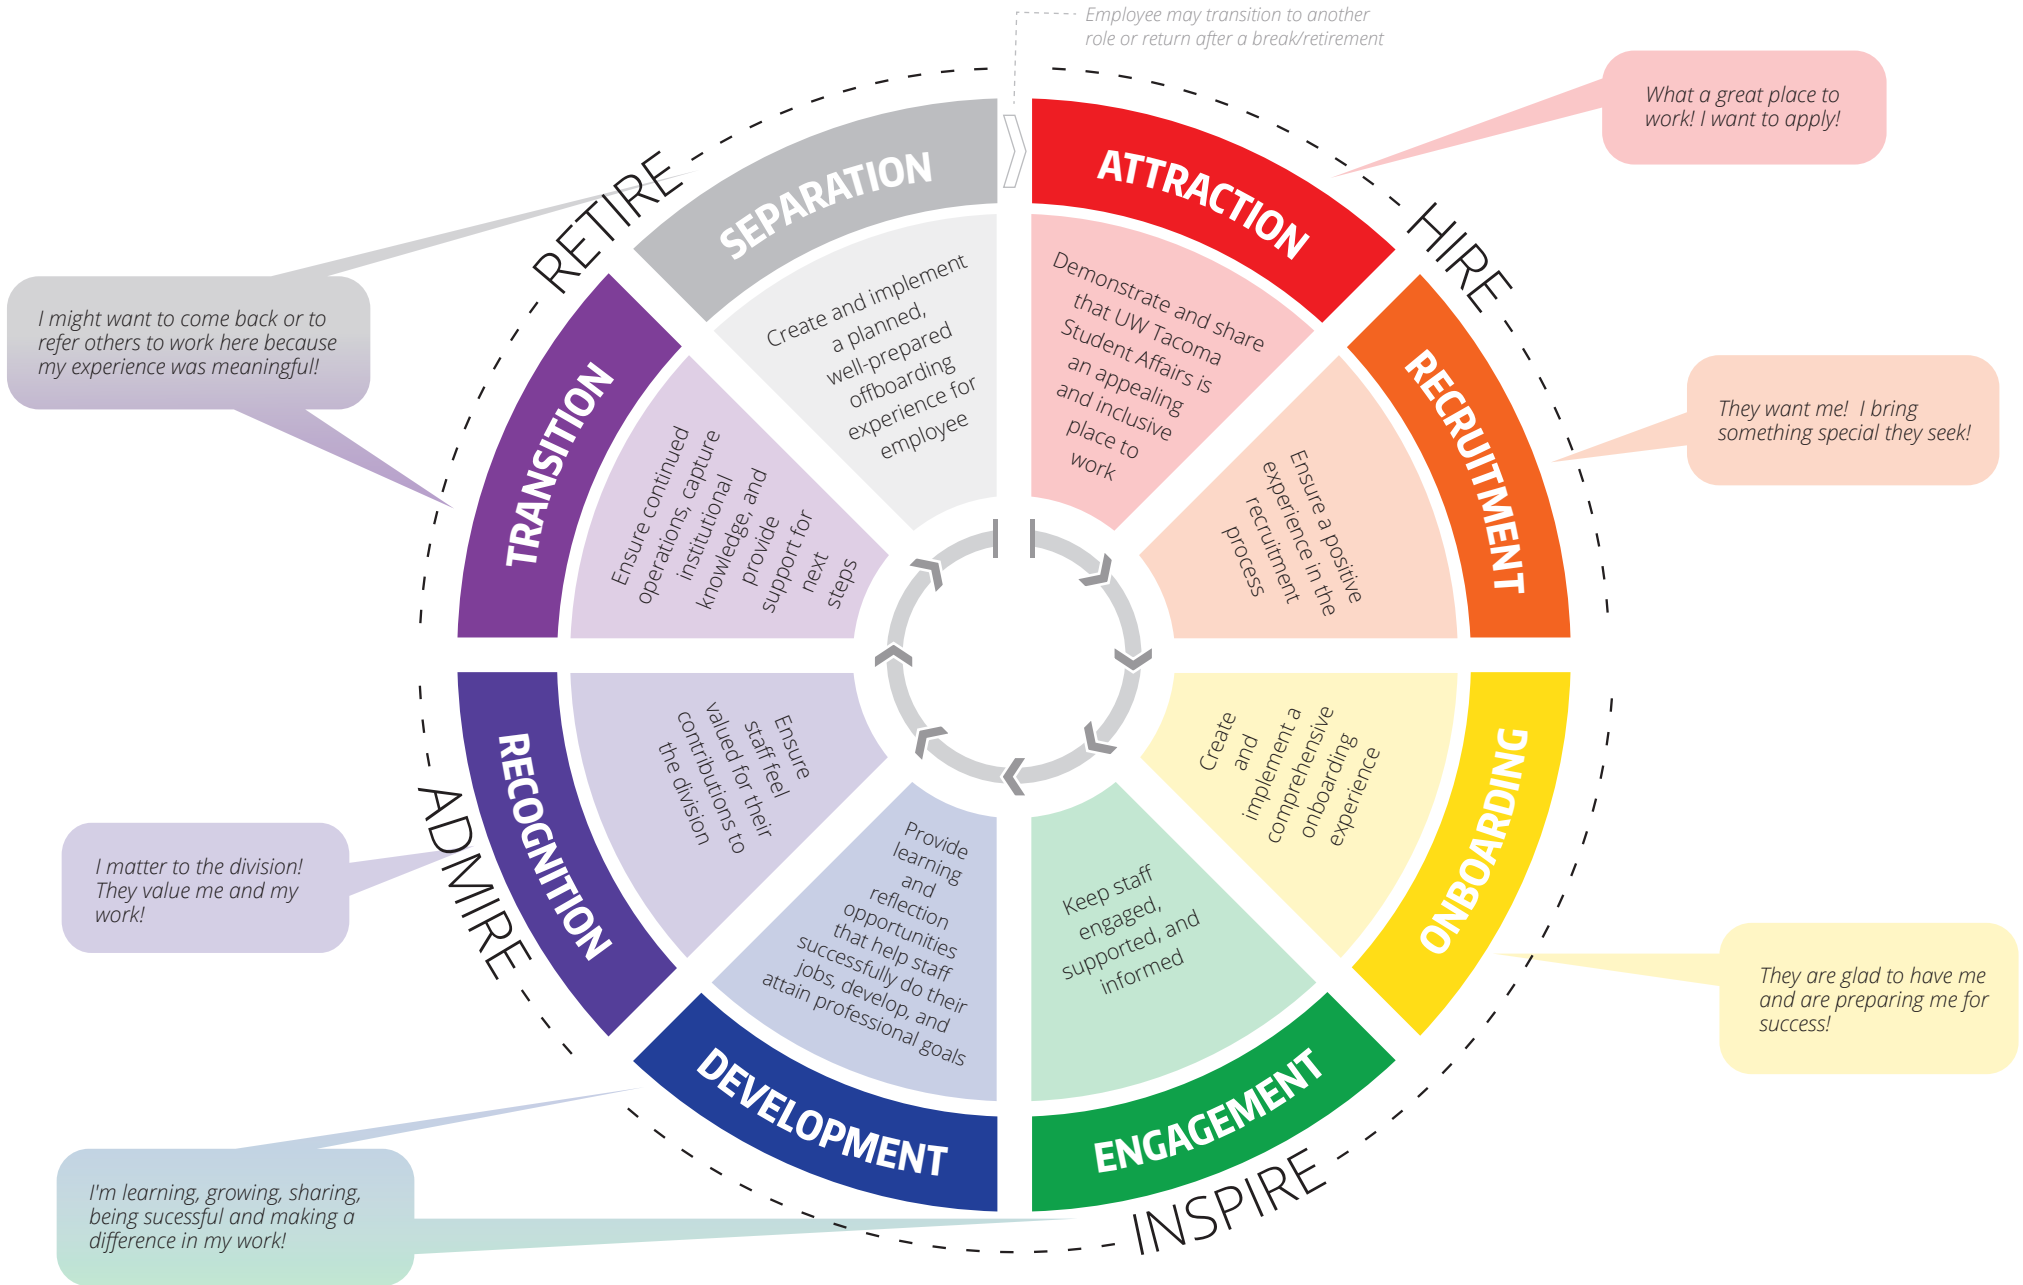 Employee may transition to another
role or return after a break/retirement
What a great place to
work! I want to apply!
HIRE
ATTRACTION
Demonstrate and share
that UW Tacoma
Student Affairs is
an appealing
and inclusive
place to
work
RECRUITMENT
Ensure a positive
experience in the
recruitment
process
They want me!  I bring
something special they seek!
ONBOARDING
Create
and
implement a
comprehensive
onboarding
experience
They are glad to have me
and are preparing me for
success!
INSPIRE
ENGAGEMENT
Keep staff
engaged,
supported, and
informed
DEVELOPMENT
Provide
learning
and
reflection
opportunities
that help staff
successfully do their
jobs, develop, and
attain professional goals
I'm learning, growing, sharing,
being sucessful and making a
difference in my work!
ADMIRE
RECOGNITION
Ensure
staff feel
valued for their
contributions to
the division
I matter to the division!
They value me and my
work!
RETIRE
TRANSITION
Ensure continued
operations, capture
institutional
knowledge, and
provide
support for
next
steps
SEPARATION
Create and implement
a planned,
well-prepared
offboarding
experience for
employee
I might want to come back or to
refer others to work here because
my experience was meaningful!